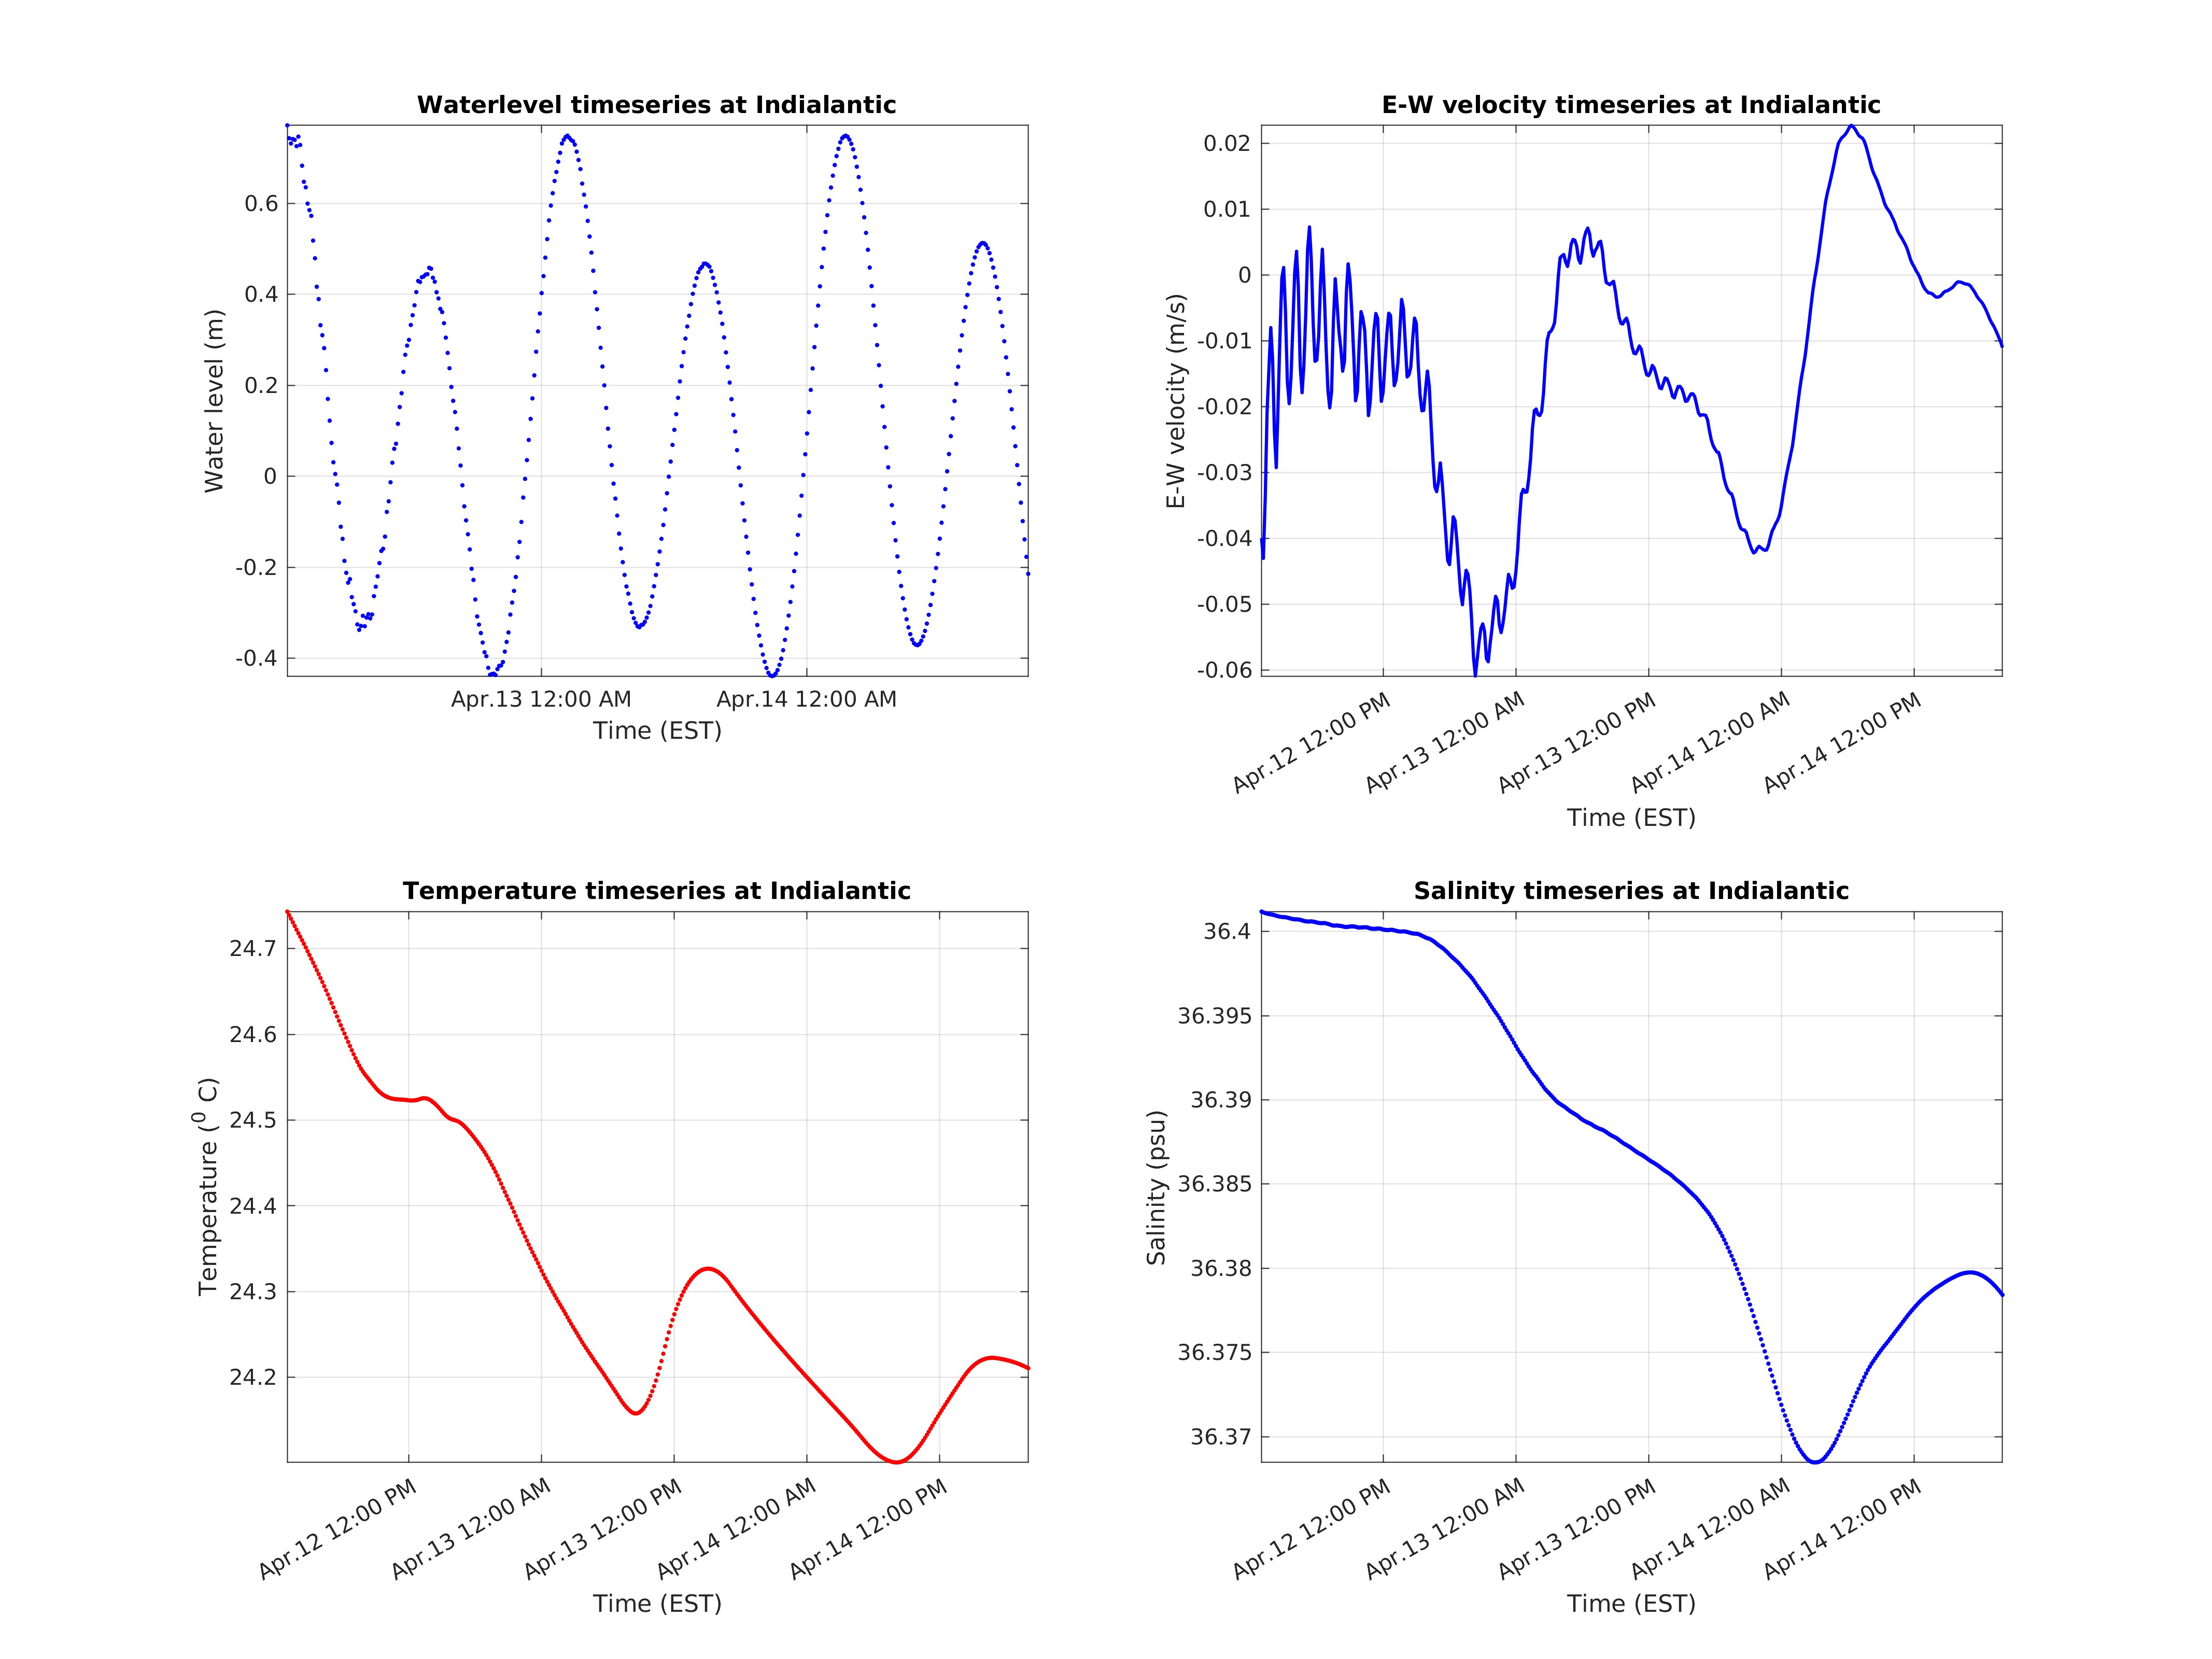 Waterlevel timeseries at Indialantic
0.6
0.4
0.2
0
-0.2
-0.4
Water level (m)
Apr.13 12:00 AM
Apr.14 12:00 AM
Time (EST)
E-W velocity timeseries at Indialantic
0.02
0.01
0
-0.01
-0.02
-0.03
-0.04
-0.05
-0.06
E-W velocity (m/s)
Apr.12 12:00 PM
Apr.13 12:00 AM
Apr.13 12:00 PM
Apr.14 12:00 AM
Apr.14 12:00 PM
Time (EST)
Temperature timeseries at Indialantic
24.7
24.6
24.5
24.4
24.3
24.2
Temperature (⁰ C)
Apr.12 12:00 PM
Apr.13 12:00 AM
Apr.13 12:00 PM
Apr.14 12:00 AM
Apr.14 12:00 PM
Time (EST)
Salinity timeseries at Indialantic
36.4
36.395
36.39
36.385
36.38
36.375
36.37
Salinity (psu)
Apr.12 12:00 PM
Apr.13 12:00 AM
Apr.13 12:00 PM
Apr.14 12:00 AM
Apr.14 12:00 PM
Time (EST)